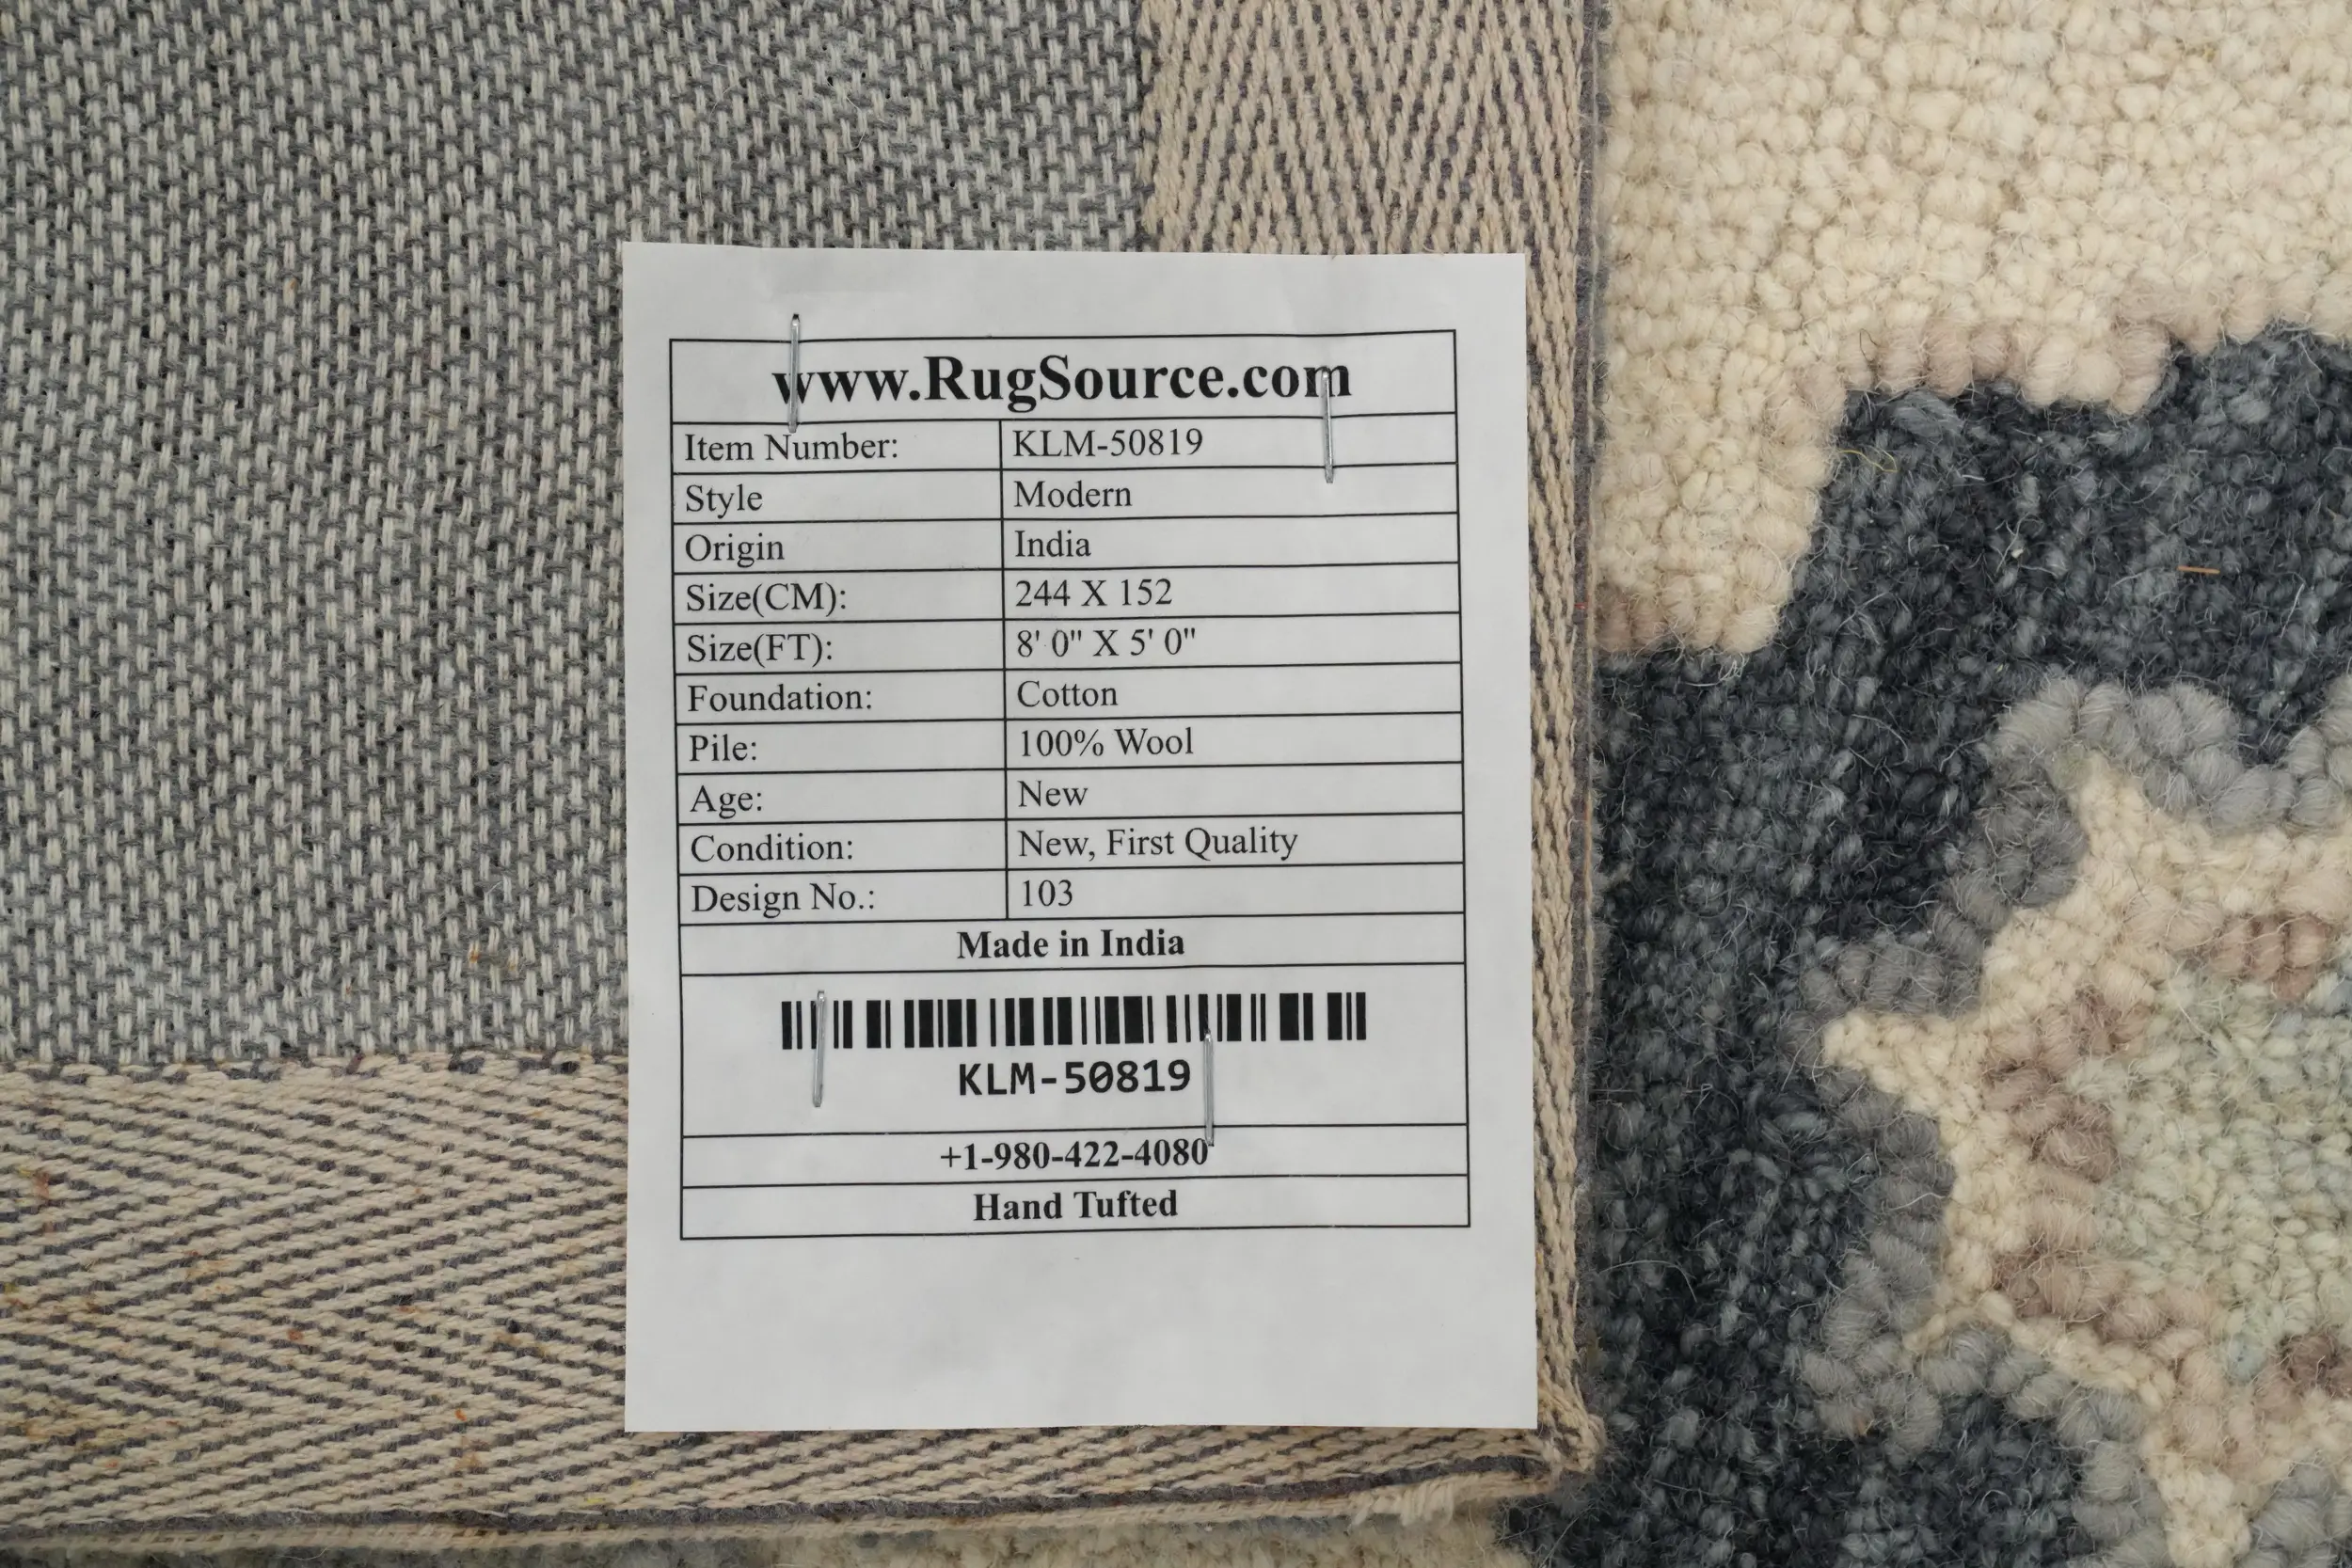 www.RugSource.com
Item Number: KLM-50819
Style Modern
Origin India
Size(CM): 244 X 152
Size(FT): 8' 0" X 5' 0"
Foundation: Cotton
Pile: 100% Wool
Age: New
Condition: New, First Quality
Design No.: 103
Made in India
KLM-50819
+1-980-422-4080
Hand Tufted